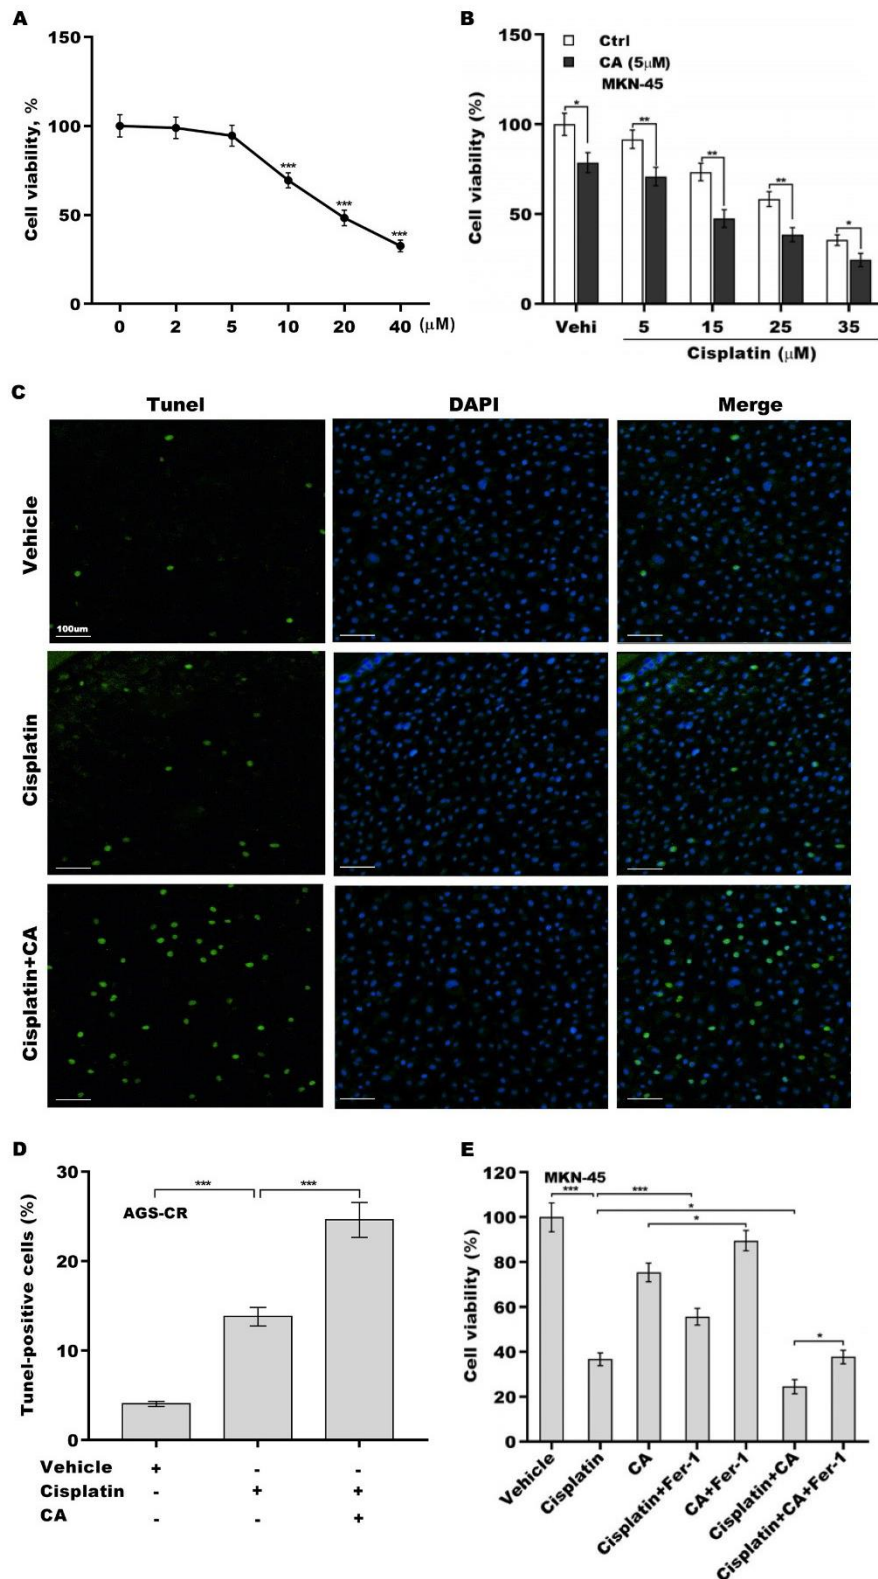 A
150
100
50
0
Cell viability, %
***
***
***
0 2 5 10 20 40 (μM)
B
150
100
50
0
Cell viability (%)
Ctrl
CA (5μM)
MKN-45
*
**
**
**
*
Vehi 5 15 25 35
Cisplatin (μM)
C
Tunel DAPI Merge
Vehicle
100um
Cisplatin
Cisplatin+CA
D
30
20
10
0
Tunel-positive cells (%)
*** ***
AGS-CR
Vehicle + - -
Cisplatin - + +
CA - - +
E
120
100
80
60
40
20
0
Cell viability (%)
MKN-45
*** ***
*
*
*
Vehicle
Cisplatin
CA
Cisplatin+Fer-1
CA+Fer-1
Cisplatin+CA
Cisplatin+CA+Fer-1